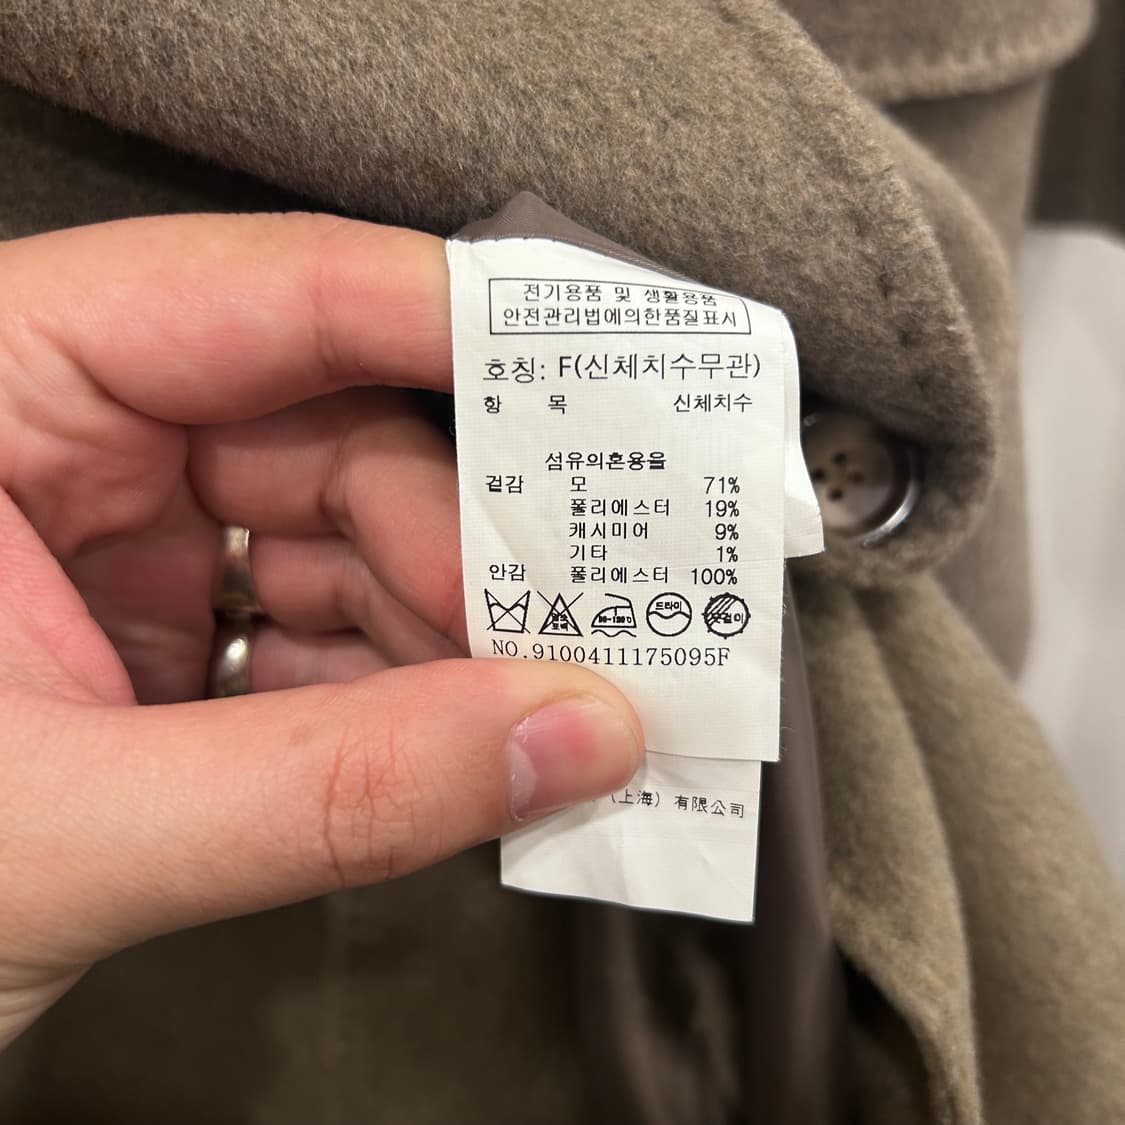 전기용품 및 생활용품
안전관리법에의한품질표시
호칭: F(신체치수무관)
항 목 신체치수
섬유의혼용율
겉감 모 71%
폴리에스터 19%
캐시미어 9%
기타 1%
안감 폴리에스터 100%
드라이
NO.9100411175095F
(上海) 有限公司